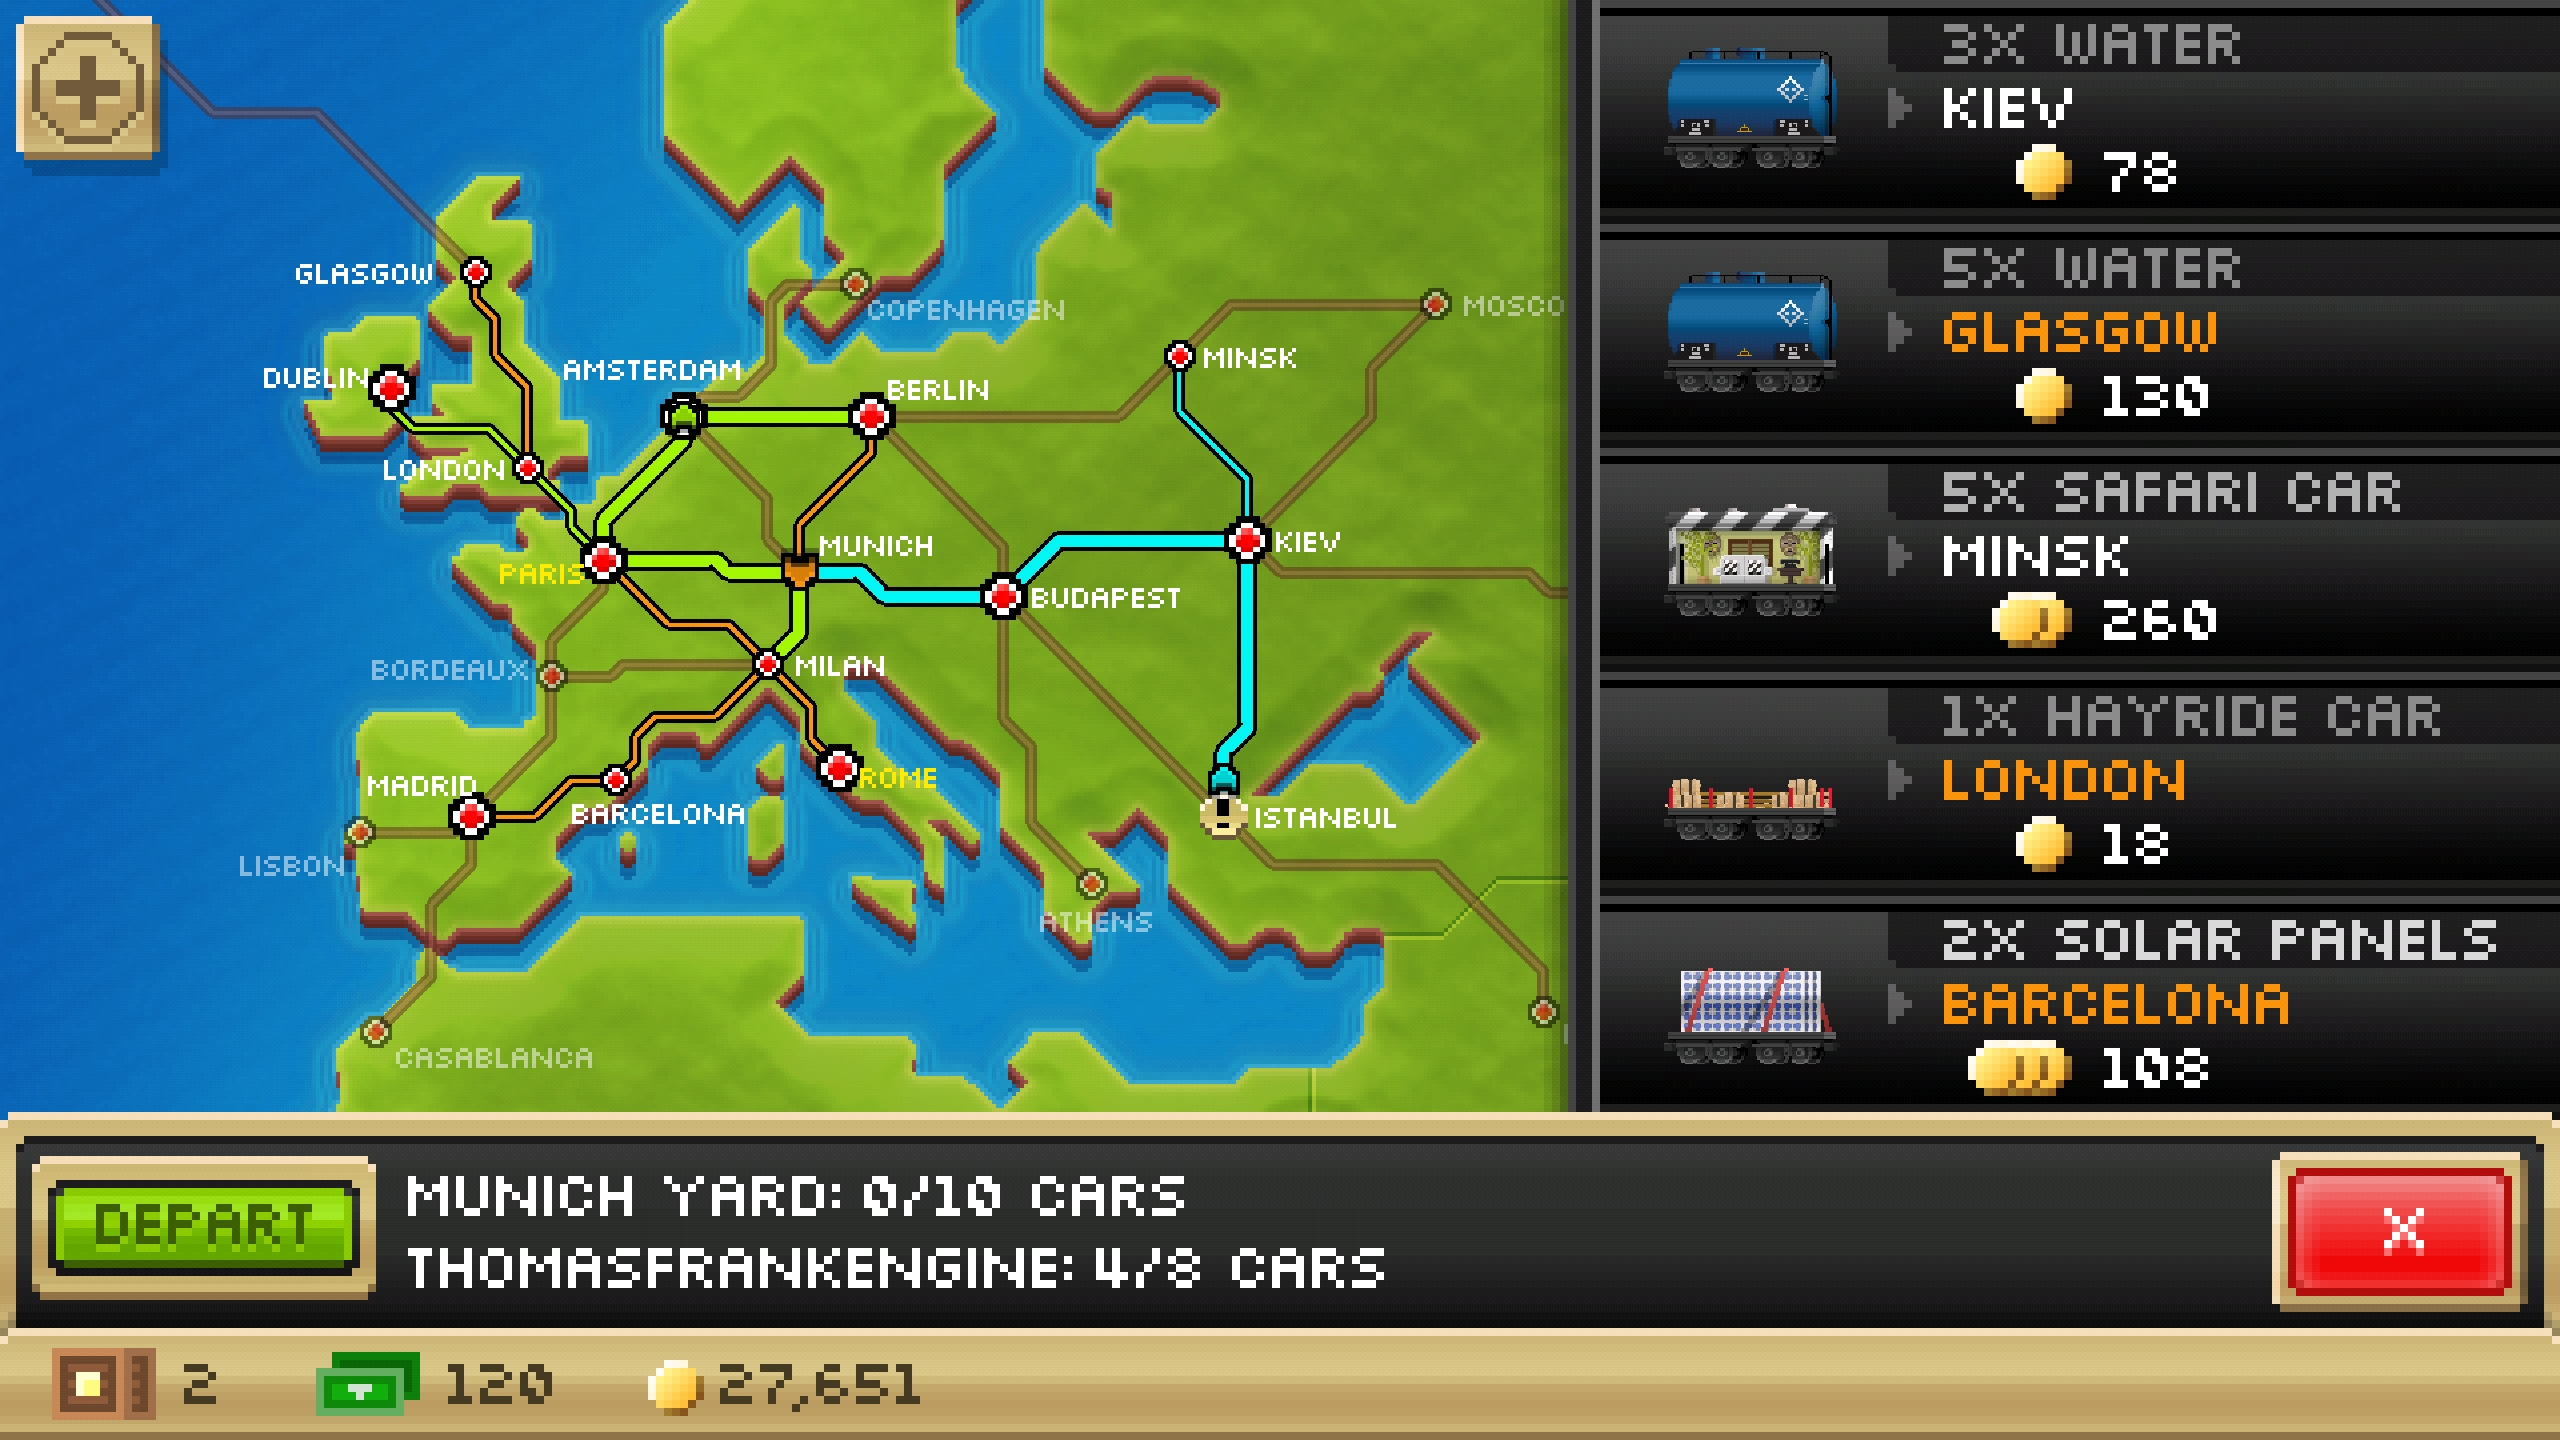 GLASGOW
COPENHAGEN
MOSCO
MINSK
DUBLIN
AMSTERDAM
BERLIN
LONDON
MUNICH
KIEV
PARIS
BUDAPEST
BORDEAUX
MILAN
MADRID
ROME
BARCELONA
ISTANBUL
LISBON
ATHENS
CASABLANCA
3X WATER
KIEV
78
5X WATER
GLASGOW
130
5X SAFARI CAR
MINSK
260
1X HAYRIDE CAR
LONDON
18
2X SOLAR PANELS
BARCELONA
108
DEPART
MUNICH YARD: 0/10 CARS
THOMASFRANKENGINE: 4/8 CARS
X
2
120
27,651